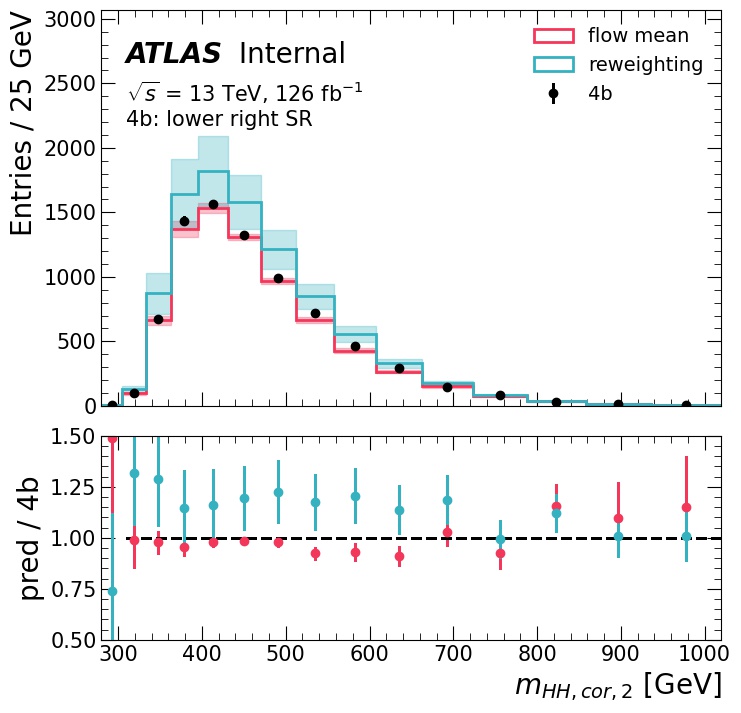 3000
2500
2000
1500
1000
500
0
Entries / 25 GeV
ATLAS Internal
√s = 13 TeV, 126 fb⁻¹
4b: lower right SR
flow mean
reweighting
4b
1.50
1.25
1.00
0.75
0.50
pred / 4b
300 400 500 600 700 800 900 1000
m_{HH,cor,2} [GeV]